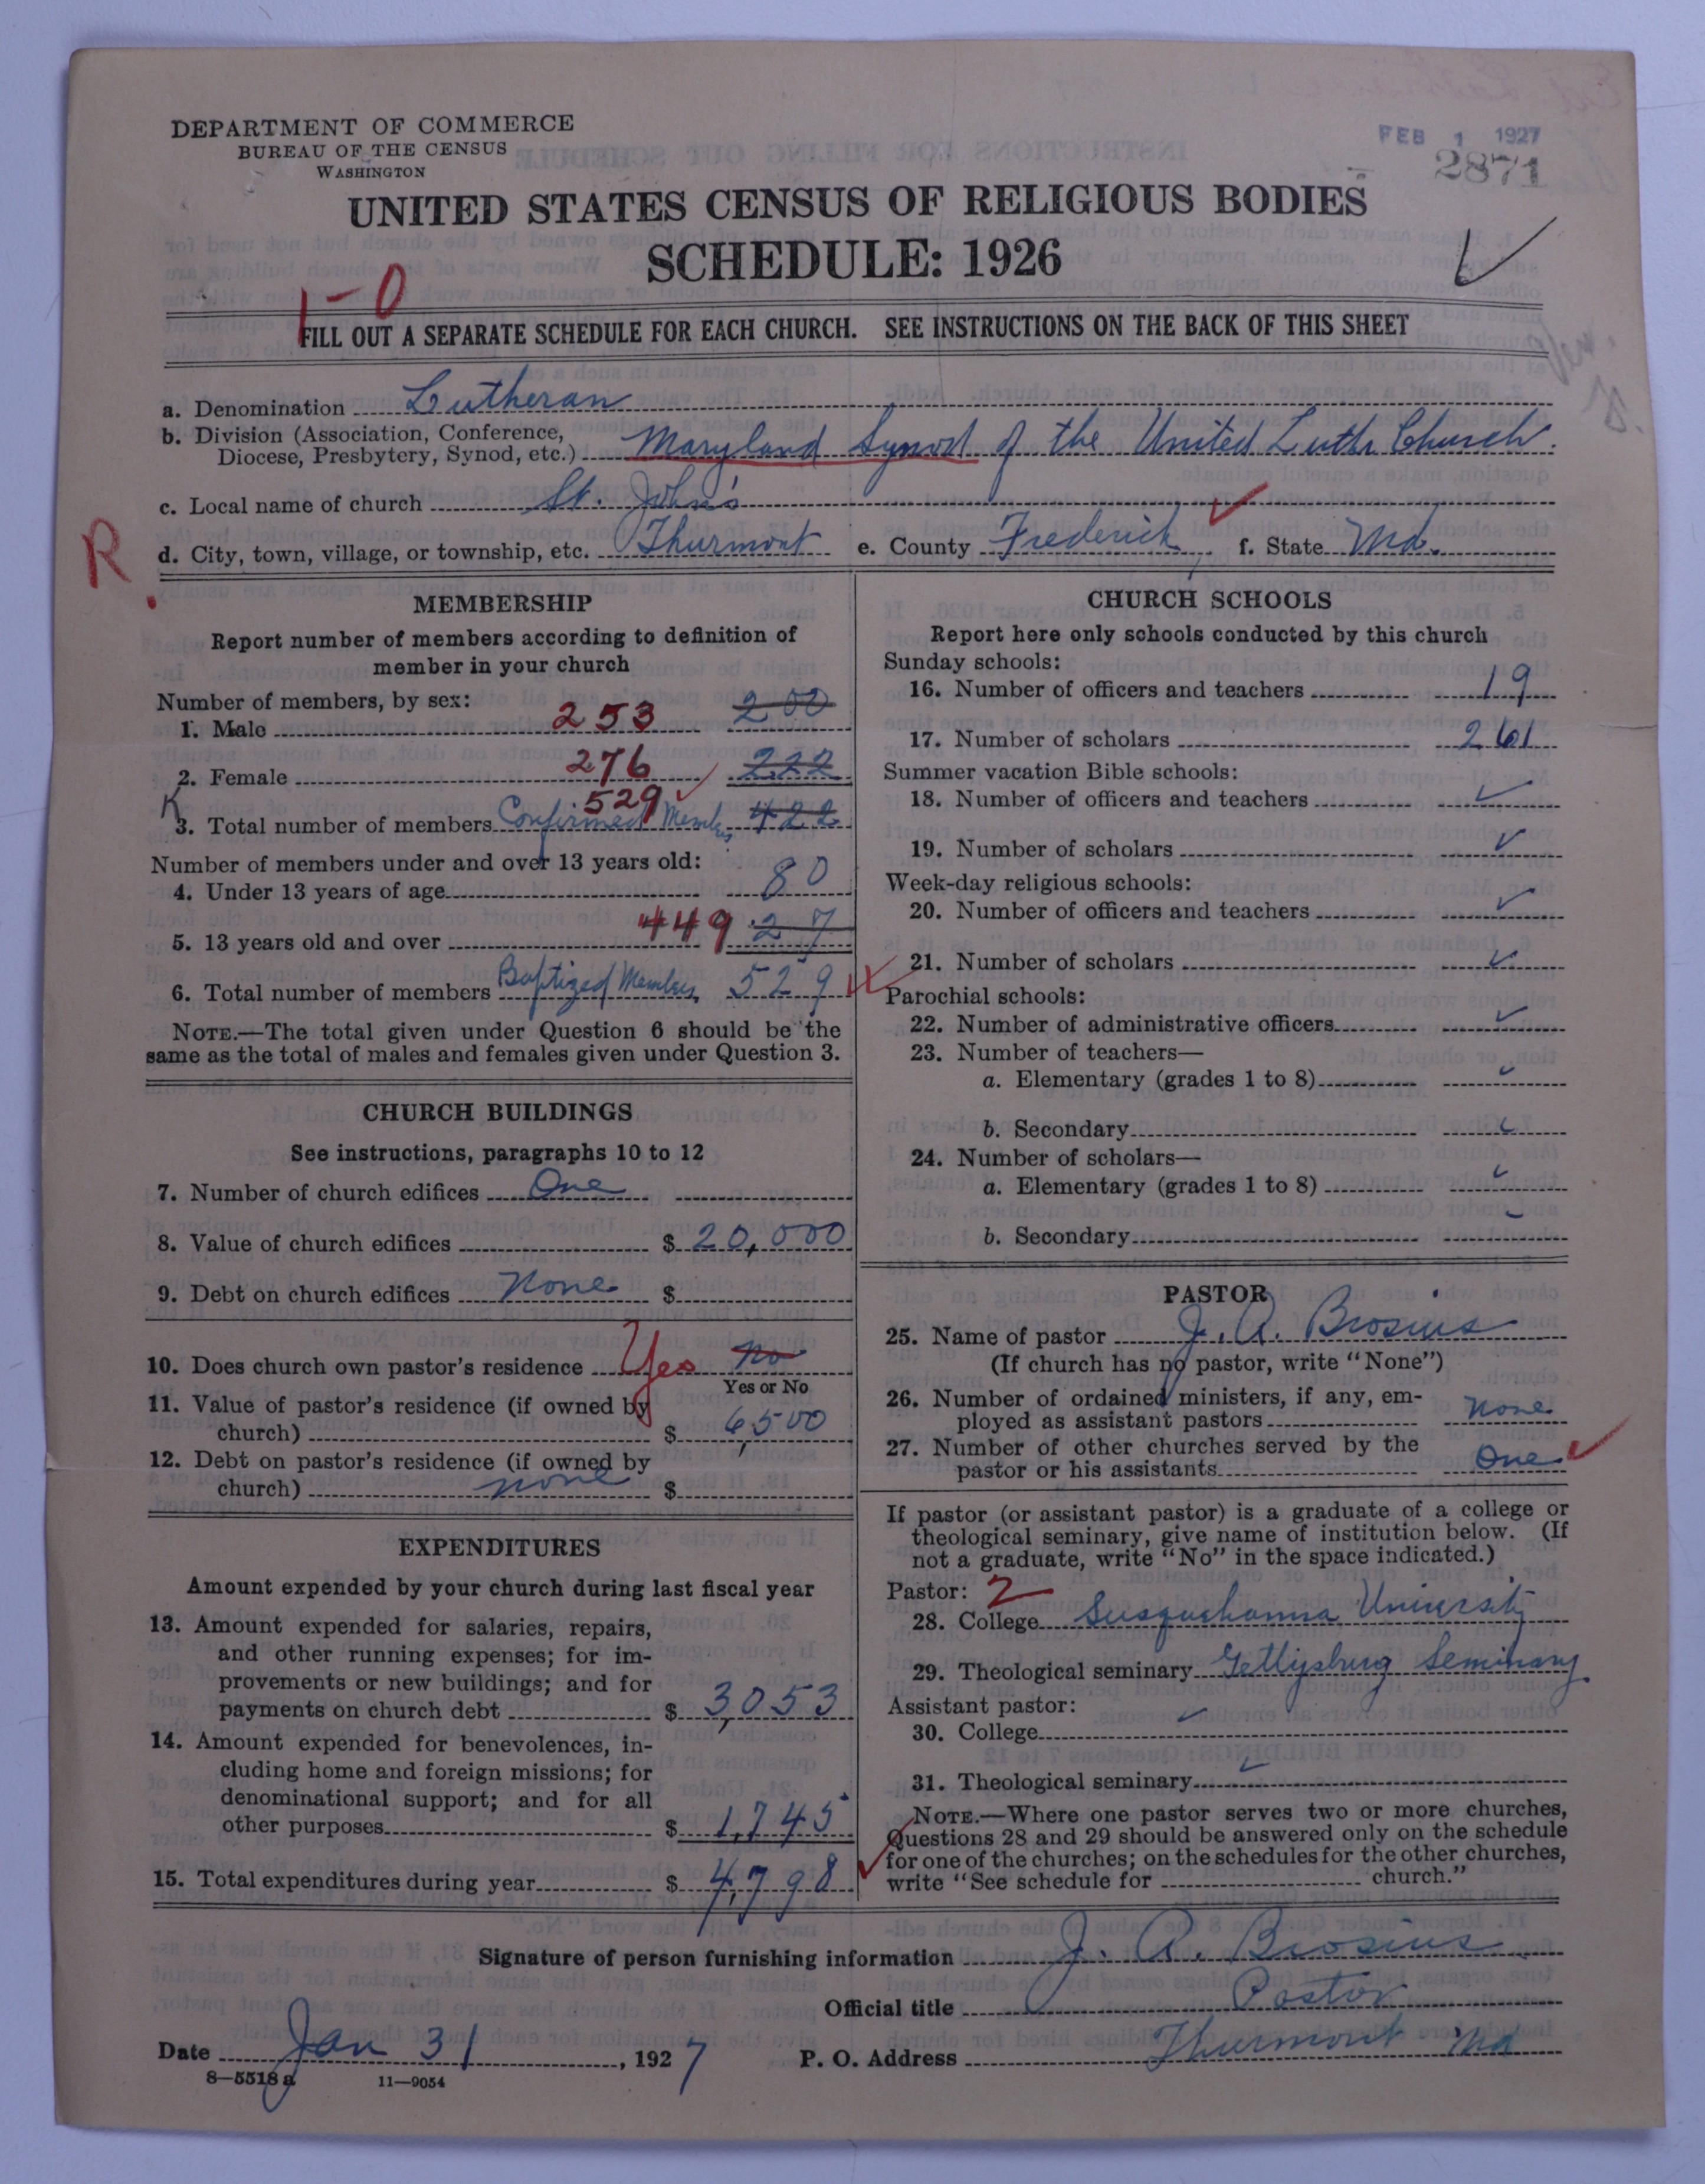 DEPARTMENT OF COMMERCE
BUREAU OF THE CENSUS
WASHINGTON
FEB 1 1927
2871
UNITED STATES CENSUS OF RELIGIOUS BODIES
SCHEDULE: 1926
1-0
FILL OUT A SEPARATE SCHEDULE FOR EACH CHURCH. SEE INSTRUCTIONS ON THE BACK OF THIS SHEET
a. Denomination Lutheran
b. Division (Association, Conference, Diocese, Presbytery, Synod, etc.) Maryland Synod of the United Luth. Church.
c. Local name of church St. John's
R
d. City, town, village, or township, etc. Thurmont e. County Frederick f. State Md.
MEMBERSHIP
Report number of members according to definition of
member in your church
Number of members, by sex:
1. Male 253 200
2. Female 276 222
529
3. Total number of members Confirmed Members 422
Number of members under and over 13 years old:
4. Under 13 years of age 80
5. 13 years old and over 449 27
6. Total number of members Baptized Members 529
NOTE.—The total given under Question 6 should be the
same as the total of males and females given under Question 3.
CHURCH BUILDINGS
See instructions, paragraphs 10 to 12
7. Number of church edifices One
8. Value of church edifices $ 20,000
9. Debt on church edifices None $
10. Does church own pastor's residence Yes No
Yes or No
11. Value of pastor's residence (if owned by
church) $ 6,500
12. Debt on pastor's residence (if owned by
church) none $
EXPENDITURES
Amount expended by your church during last fiscal year
13. Amount expended for salaries, repairs,
and other running expenses; for im-
provements or new buildings; and for
payments on church debt $ 3,053
14. Amount expended for benevolences, in-
cluding home and foreign missions; for
denominational support; and for all
other purposes $ 1,745
15. Total expenditures during year $ 4,798
CHURCH SCHOOLS
Report here only schools conducted by this church
Sunday schools:
16. Number of officers and teachers 19
17. Number of scholars 261
Summer vacation Bible schools:
18. Number of officers and teachers
19. Number of scholars
Week-day religious schools:
20. Number of officers and teachers
21. Number of scholars
Parochial schools:
22. Number of administrative officers
23. Number of teachers—
a. Elementary (grades 1 to 8)
b. Secondary
24. Number of scholars—
a. Elementary (grades 1 to 8)
b. Secondary
PASTOR
25. Name of pastor J. A. Brosius
(If church has no pastor, write "None")
26. Number of ordained ministers, if any, em-
ployed as assistant pastors None
27. Number of other churches served by the
pastor or his assistants One
If pastor (or assistant pastor) is a graduate of a college or
theological seminary, give name of institution below. (If
not a graduate, write "No" in the space indicated.)
Pastor: 2
28. College Susquehanna University
29. Theological seminary Gettysburg Seminary
Assistant pastor:
30. College
31. Theological seminary
NOTE.—Where one pastor serves two or more churches,
Questions 28 and 29 should be answered only on the schedule
for one of the churches; on the schedules for the other churches,
write "See schedule for church."
Signature of person furnishing information J. A. Brosius
Official title Pastor
Date Jan 31, 1927 P. O. Address Thurmont Md
8—5518 a 11—9054